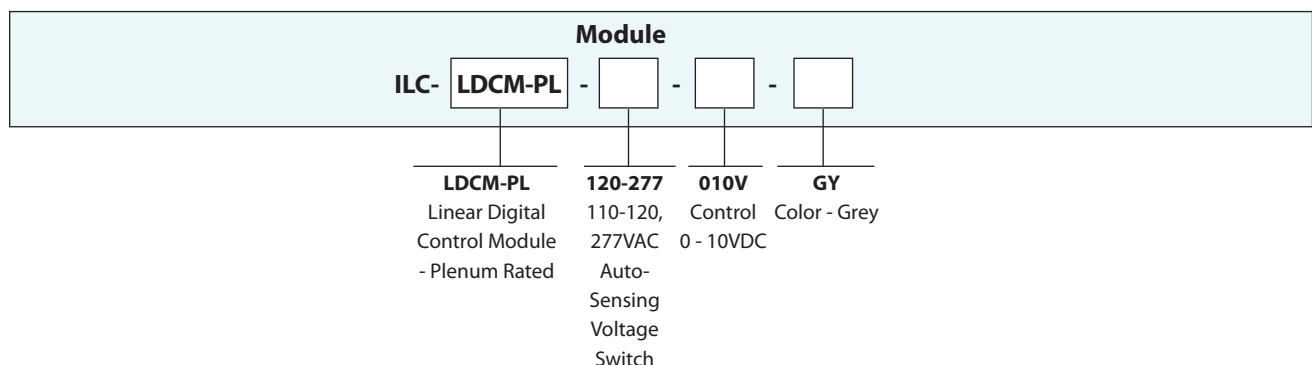 Module
ILC- LDCM-PL - - -
LDCM-PL
Linear Digital
Control Module
- Plenum Rated
120-277
110-120,
277VAC
Auto-
Sensing
Voltage
Switch
010V
Control
0 - 10VDC
GY
Color - Grey